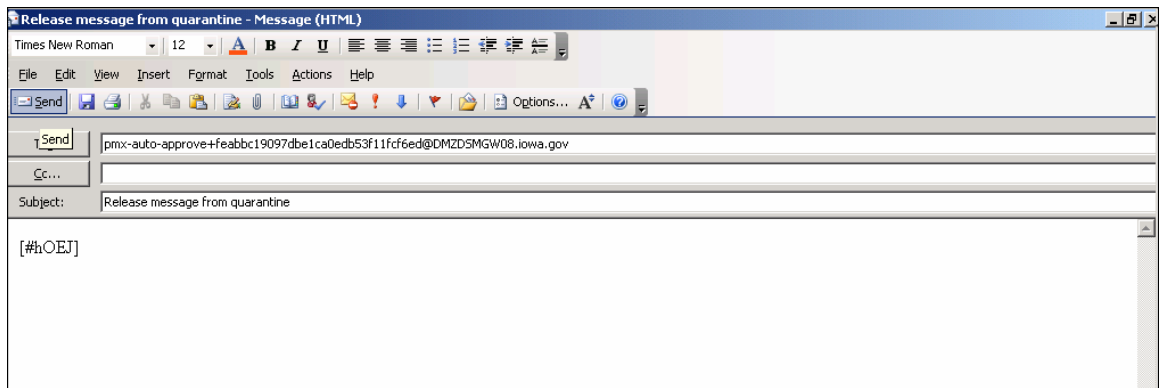 Release message from quarantine - Message (HTML)
Times New Roman 12 A B I U
File Edit View Insert Format Tools Actions Help
Send Options...
Send
pmx-auto-approve+feabbc19097dbe1ca0edb53f11fcf6ed@DMZDSMGW08.iowa.gov
Cc...
Subject: Release message from quarantine
[#hOEJ]